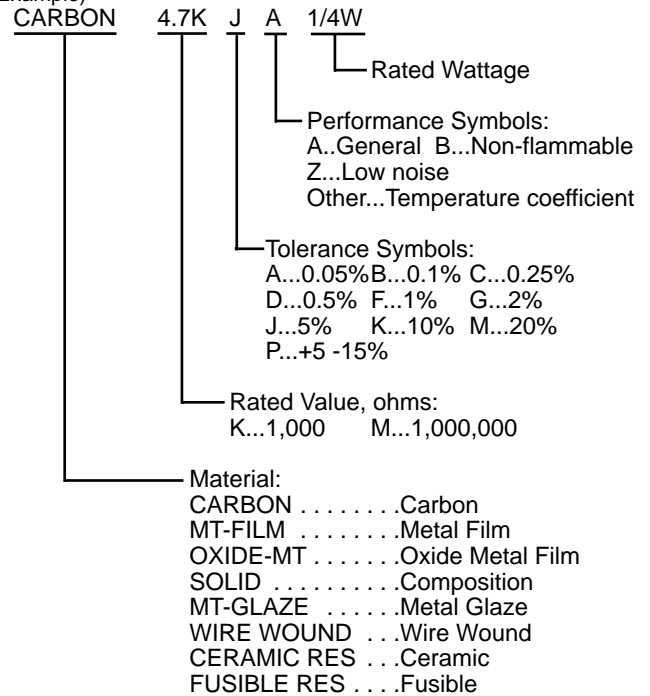 CARBON 4.7K J A 1/4W
Rated Wattage
Performance Symbols:
A..General B...Non-flammable
Z...Low noise
Other...Temperature coefficient
Tolerance Symbols:
A...0.05%B...0.1% C...0.25%
D...0.5% F...1% G...2%
J...5% K...10% M...20%
P...+5 -15%
Rated Value, ohms:
K...1,000 M...1,000,000
Material:
CARBON . . . . . . . .Carbon
MT-FILM . . . . . . . .Metal Film
OXIDE-MT . . . . . . .Oxide Metal Film
SOLID . . . . . . . . . .Composition
MT-GLAZE . . . . . .Metal Glaze
WIRE WOUND . . .Wire Wound
CERAMIC RES . . .Ceramic
FUSIBLE RES . . . .Fusible